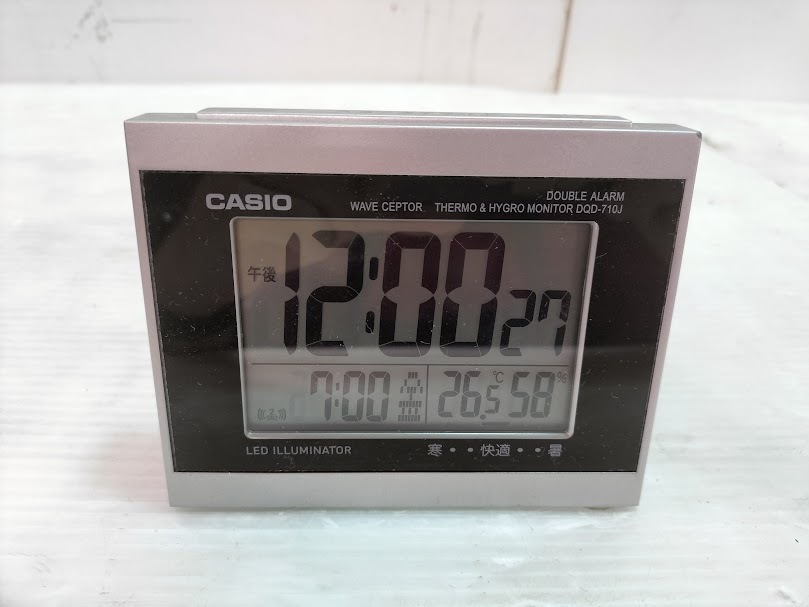 CASIO
DOUBLE ALARM
WAVE CEPTOR THERMO & HYGRO MONITOR DQD-710J
午後 12:00 27
7:00 26.5 ℃ 58 %
LED ILLUMINATOR 寒・・快適・・暑